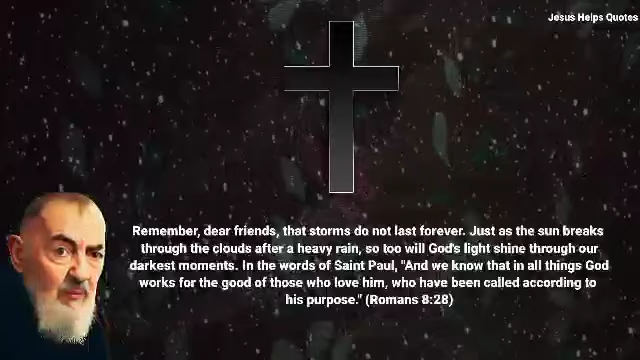 Jesus Helps Quotes
Remember, dear friends, that storms do not last forever. Just as the sun breaks
through the clouds after a heavy rain, so too will God's light shine through our
darkest moments. In the words of Saint Paul, "And we know that in all things God
works for the good of those who love him, who have been called according to
his purpose." (Romans 8:28)